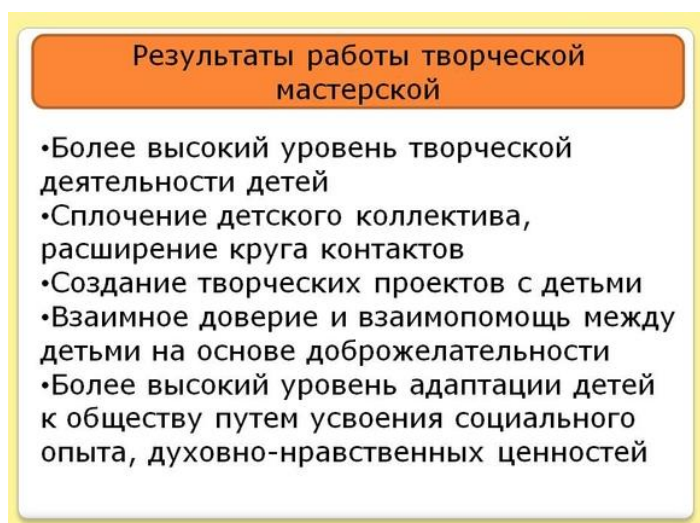 Результаты работы творческой
мастерской
•Более высокий уровень творческой
деятельности детей
•Сплочение детского коллектива,
расширение круга контактов
•Создание творческих проектов с детьми
•Взаимное доверие и взаимопомощь между
детьми на основе доброжелательности
•Более высокий уровень адаптации детей
к обществу путем усвоения социального
опыта, духовно-нравственных ценностей